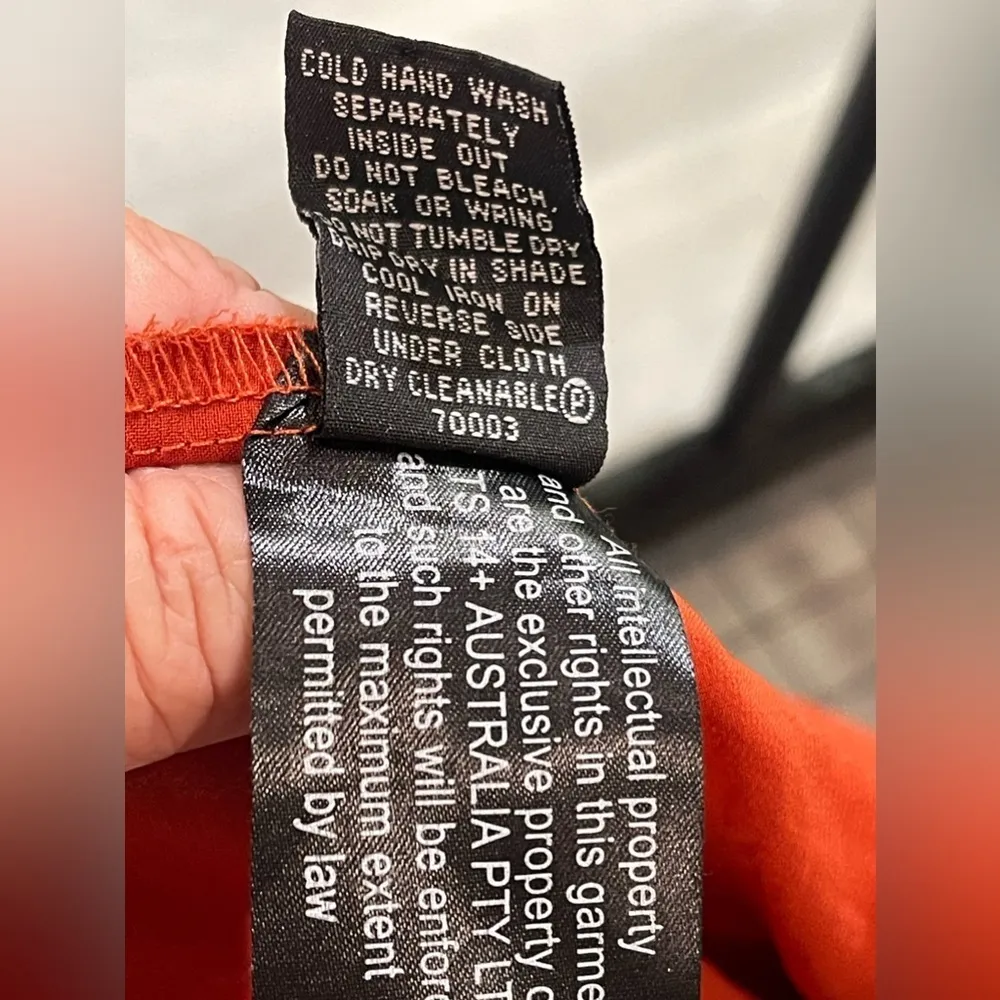 COLD HAND WASH
SEPARATELY
INSIDE OUT
DO NOT BLEACH,
SOAK OR WRING
DO NOT TUMBLE DRY
DRIP DRY IN SHADE
COOL IRON ON
REVERSE SIDE
UNDER CLOTH
DRY CLEANABLE Ⓟ
70003
All intellectual property
and other rights in this garme
are the exclusive property o
TS 14+ AUSTRALIA PTY LT
and such rights will be enforc
to the maximum extent
permitted by law